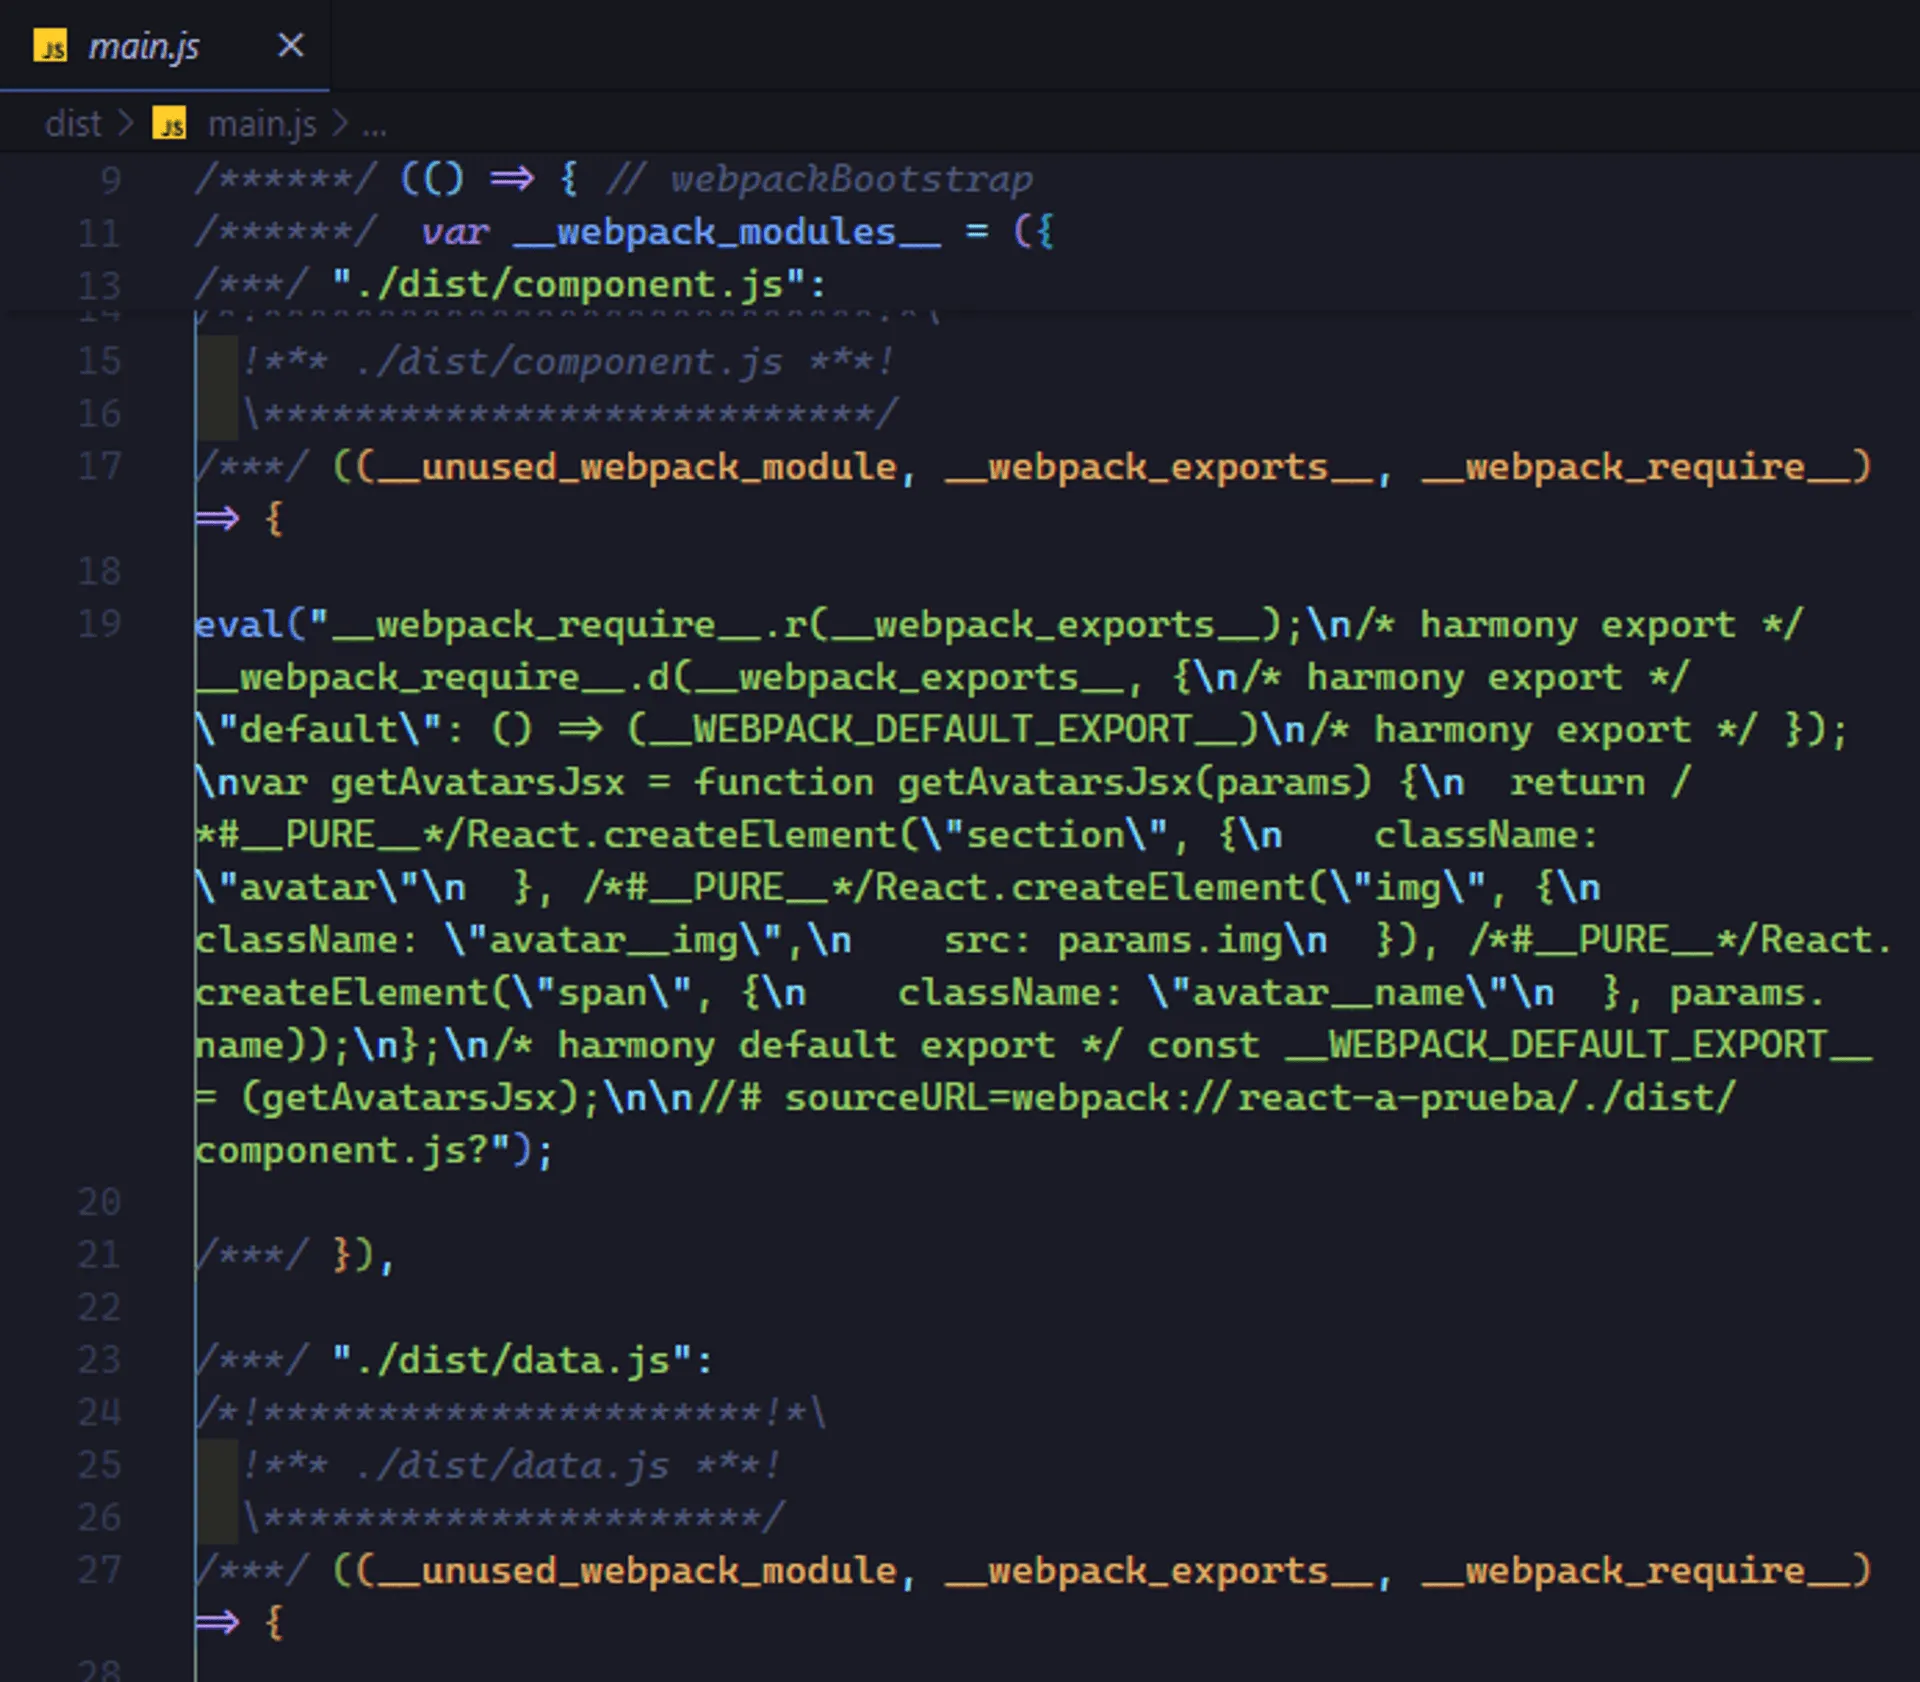 JS main.js ×
dist > JS main.js > ...
9 /******/ (() => { // webpackBootstrap
11 /******/ var __webpack_modules__ = ({
13 /***/ "./dist/component.js":
15 !*** ./dist/component.js ***!
16 \***************************/
17 /***/ ((__unused_webpack_module, __webpack_exports__, __webpack_require__)
=> {
18
19 eval("__webpack_require__.r(__webpack_exports__);\n/* harmony export */
__webpack_require__.d(__webpack_exports__, {\n/* harmony export */
\"default\": () => (__WEBPACK_DEFAULT_EXPORT__)\n/* harmony export */ });
\nvar getAvatarsJsx = function getAvatarsJsx(params) {\n  return /
*#__PURE__*/React.createElement(\"section\", {\n    className:
\"avatar\"\n  }, /*#__PURE__*/React.createElement(\"img\", {\n
className: \"avatar__img\",\n    src: params.img\n  }), /*#__PURE__*/React.
createElement(\"span\", {\n    className: \"avatar__name\"\n  }, params.
name));\n};\n/* harmony default export */ const __WEBPACK_DEFAULT_EXPORT__
= (getAvatarsJsx);\n\n//# sourceURL=webpack://react-a-prueba/./dist/
component.js?");
20
21 /***/ }),
22
23 /***/ "./dist/data.js":
24 /*!**********************!*\
25 !*** ./dist/data.js ***!
26 \**********************/
27 /***/ ((__unused_webpack_module, __webpack_exports__, __webpack_require__)
=> {
28